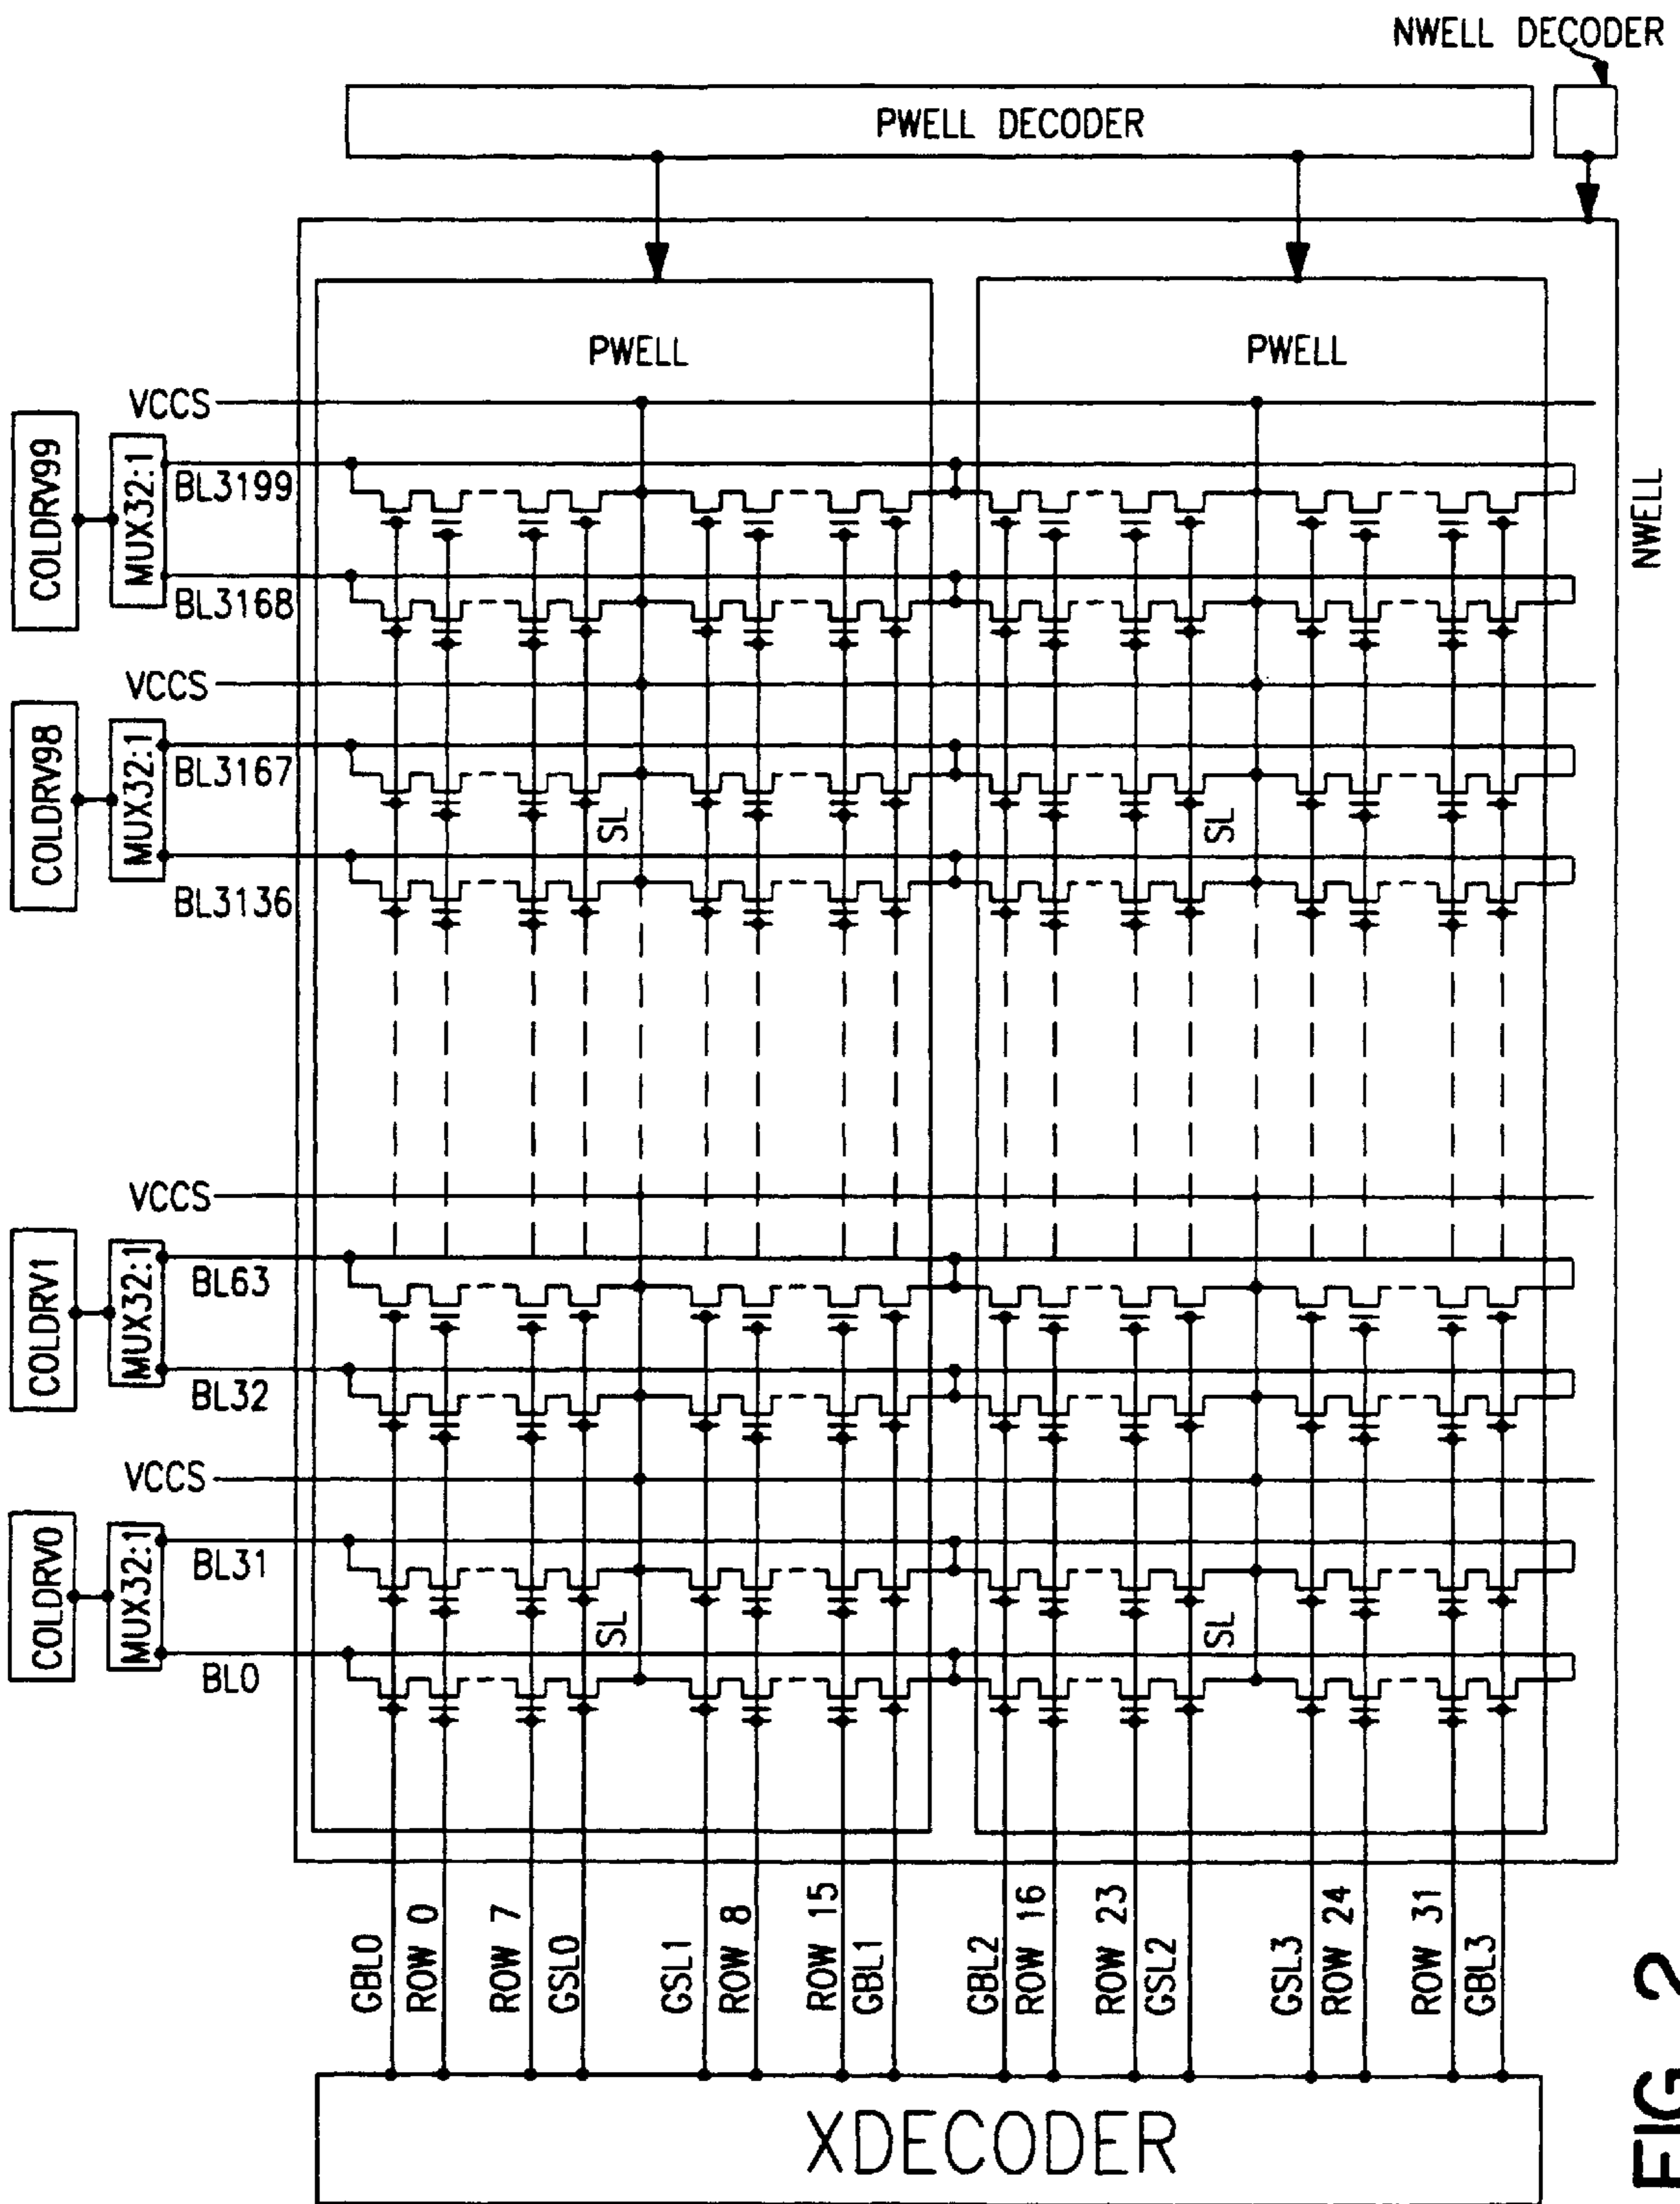 NWELL DECODER
PWELL DECODER
PWELL
PWELL
NWELL
VCCS
COLDRV99
MUX32:1
BL3199
BL3168
VCCS
COLDRV98
MUX32:1
BL3167
SL
SL
BL3136
VCCS
COLDRV1
MUX32:1
BL63
BL32
VCCS
COLDRV0
MUX32:1
BL31
SL
SL
BL0
GBL0
ROW 0
ROW 7
GSL0
GSL1
ROW 8
ROW 15
GBL1
GBL2
ROW 16
ROW 23
GSL2
GSL3
ROW 24
ROW 31
GBL3
XDECODER
FIG 2